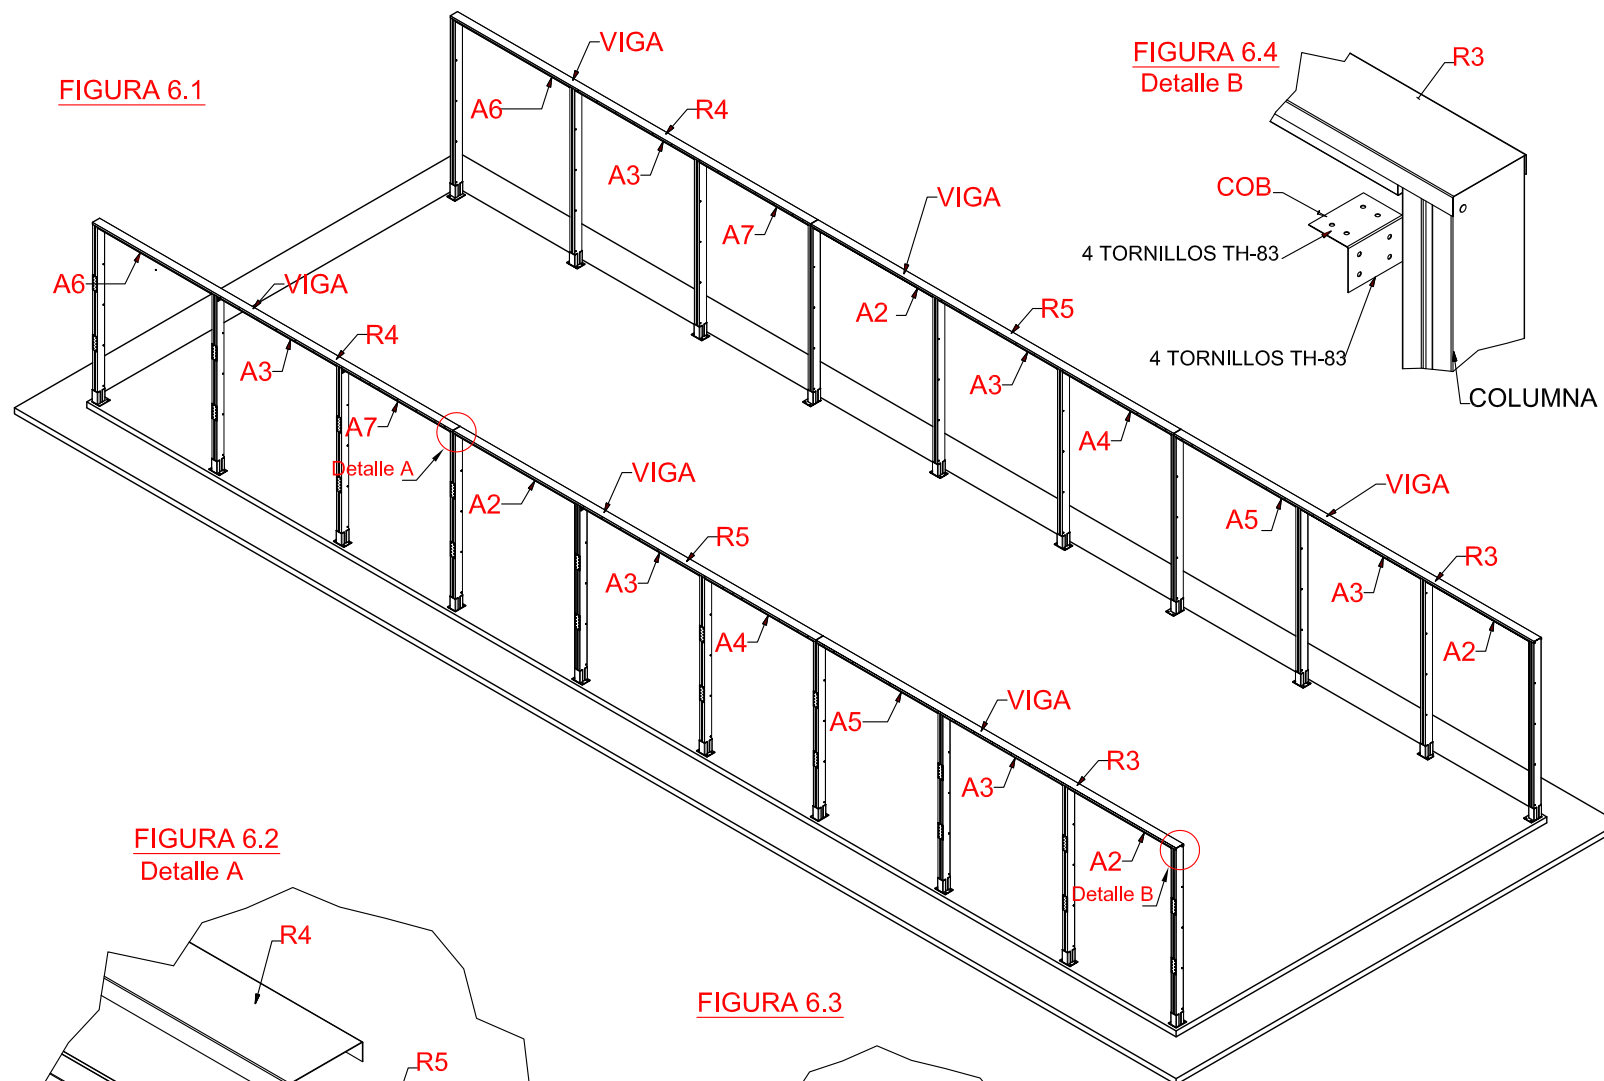 FIGURA 6.1
VIGA
A6
R4
A3
A7
VIGA
A2
R5
A3
A4
VIGA
A5
R3
A3
A2
A6
VIGA
R4
A3
A7
Detalle A
A2
VIGA
R5
A3
A4
A5
VIGA
R3
A3
A2
Detalle B
FIGURA 6.4
Detalle B
R3
COB
4 TORNILLOS TH-83
4 TORNILLOS TH-83
COLUMNA
FIGURA 6.2
Detalle A
R4
R5
FIGURA 6.3